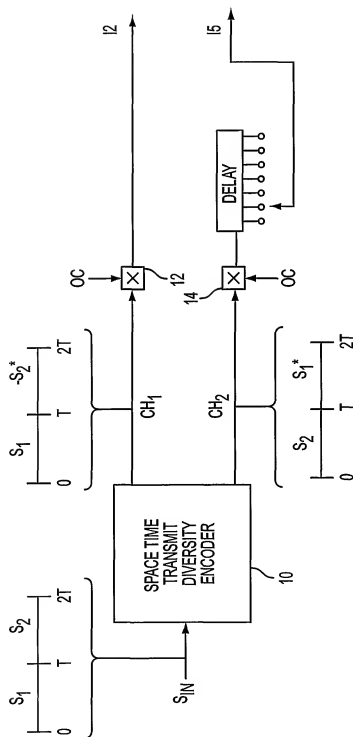 S1 S2
0 T 2T
SIN
SPACE TIME
TRANSMIT
DIVERSITY
ENCODER
10
S1 -S2*
0 T 2T
CH1
OC
12
I2
CH2
S2 S1*
0 T 2T
14
OC
DELAY
I5